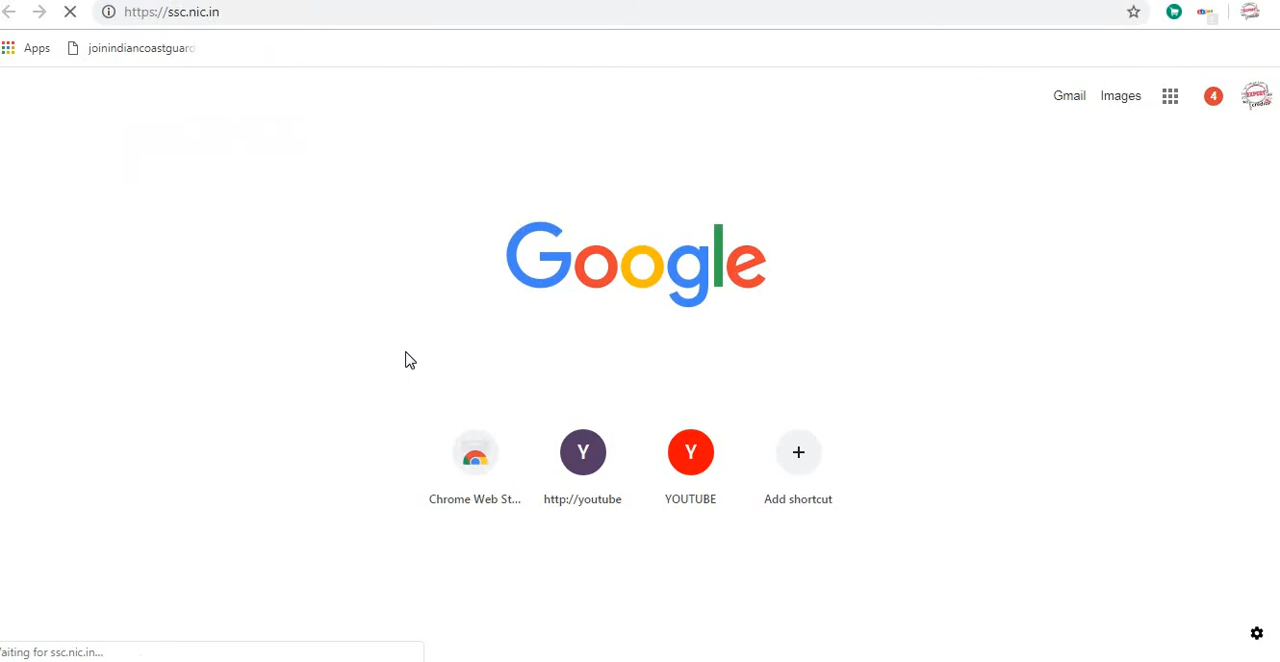 https://ssc.nic.in
Apps joinindiancoastguard
Gmail Images 4
Google
Y Y +
Chrome Web St... http://youtube YOUTUBE Add shortcut
aiting for ssc.nic.in...